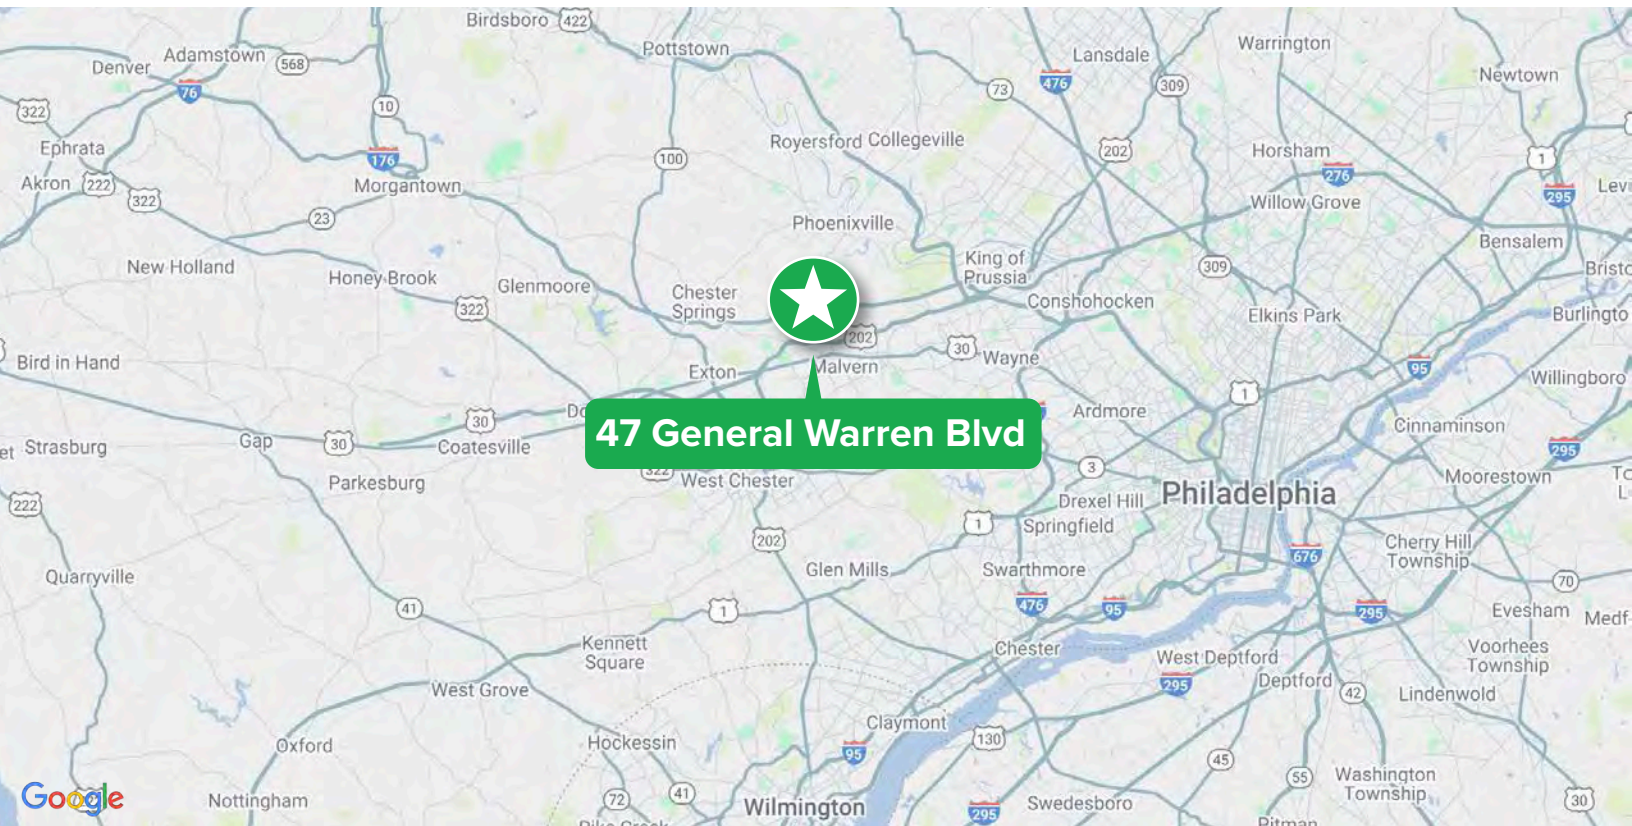 Birdsboro
422
Pottstown
Lansdale
Warrington
Adamstown
568
Denver
76
476
309
73
Newtown
322
10
Ephrata
Royersford
Collegeville
202
Horsham
1
176
100
276
Akron
222
Morgantown
295
322
Willow Grove
23
Phoenixville
Bensalem
New Holland
Honey Brook
Glenmoore
King of
Prussia
309
Chester
Springs
322
Conshohocken
Elkins Park
202
30
Wayne
Bird in Hand
Exton
Malvern
95
Willingboro
1
30
Ardmore
47 General Warren Blvd
Cinnaminson
Strasburg
Gap
30
Coatesville
295
3
322
Parkesburg
West Chester
Moorestown
Drexel Hill
Philadelphia
222
1
Springfield
202
Cherry Hill
Township
676
Quarryville
Glen Mills
Swarthmore
70
41
1
476
95
295
Evesham
Kennett
Square
Chester
West Deptford
Voorhees
Township
295
Deptford
42
Lindenwold
West Grove
Claymont
Oxford
Hockessin
95
130
45
55
Washington
Township
Google
Nottingham
72
41
Wilmington
Swedesboro
295
30